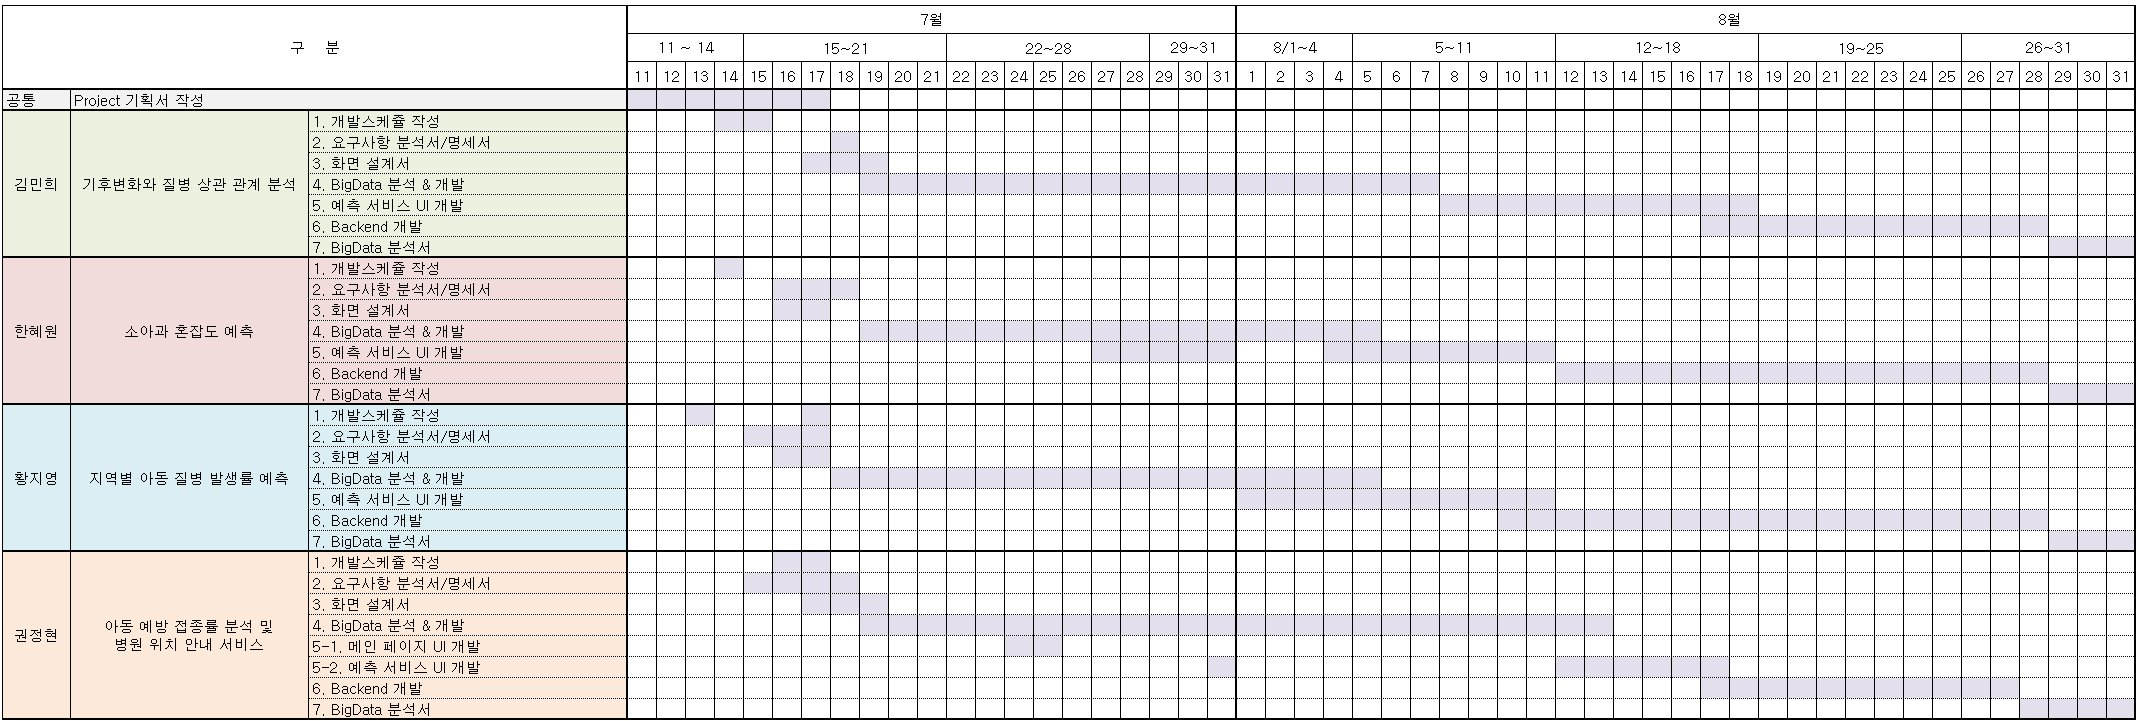 구 분
7월
8월
11 ~ 14
15~21
22~28
29~31
8/1~4
5~11
12~18
19~25
26~31
11 12 13 14 15 16 17 18 19 20 21 22 23 24 25 26 27 28 29 30 31 1 2 3 4 5 6 7 8 9 10 11 12 13 14 15 16 17 18 19 20 21 22 23 24 25 26 27 28 29 30 31
공통
Project 기획서 작성
김민희
기후변화와 질병 상관 관계 분석
1. 개발스케쥴 작성
2. 요구사항 분석서/명세서
3. 화면 설계서
4. BigData 분석 & 개발
5. 예측 서비스 UI 개발
6. Backend 개발
7. BigData 분석서
한혜원
소아과 혼잡도 예측
1. 개발스케쥴 작성
2. 요구사항 분석서/명세서
3. 화면 설계서
4. BigData 분석 & 개발
5. 예측 서비스 UI 개발
6. Backend 개발
7. BigData 분석서
황지영
지역별 아동 질병 발생률 예측
1. 개발스케쥴 작성
2. 요구사항 분석서/명세서
3. 화면 설계서
4. BigData 분석 & 개발
5. 예측 서비스 UI 개발
6. Backend 개발
7. BigData 분석서
권정현
아동 예방 접종률 분석 및
병원 위치 안내 서비스
1. 개발스케쥴 작성
2. 요구사항 분석서/명세서
3. 화면 설계서
4. BigData 분석 & 개발
5-1. 메인 페이지 UI 개발
5-2. 예측 서비스 UI 개발
6. Backend 개발
7. BigData 분석서